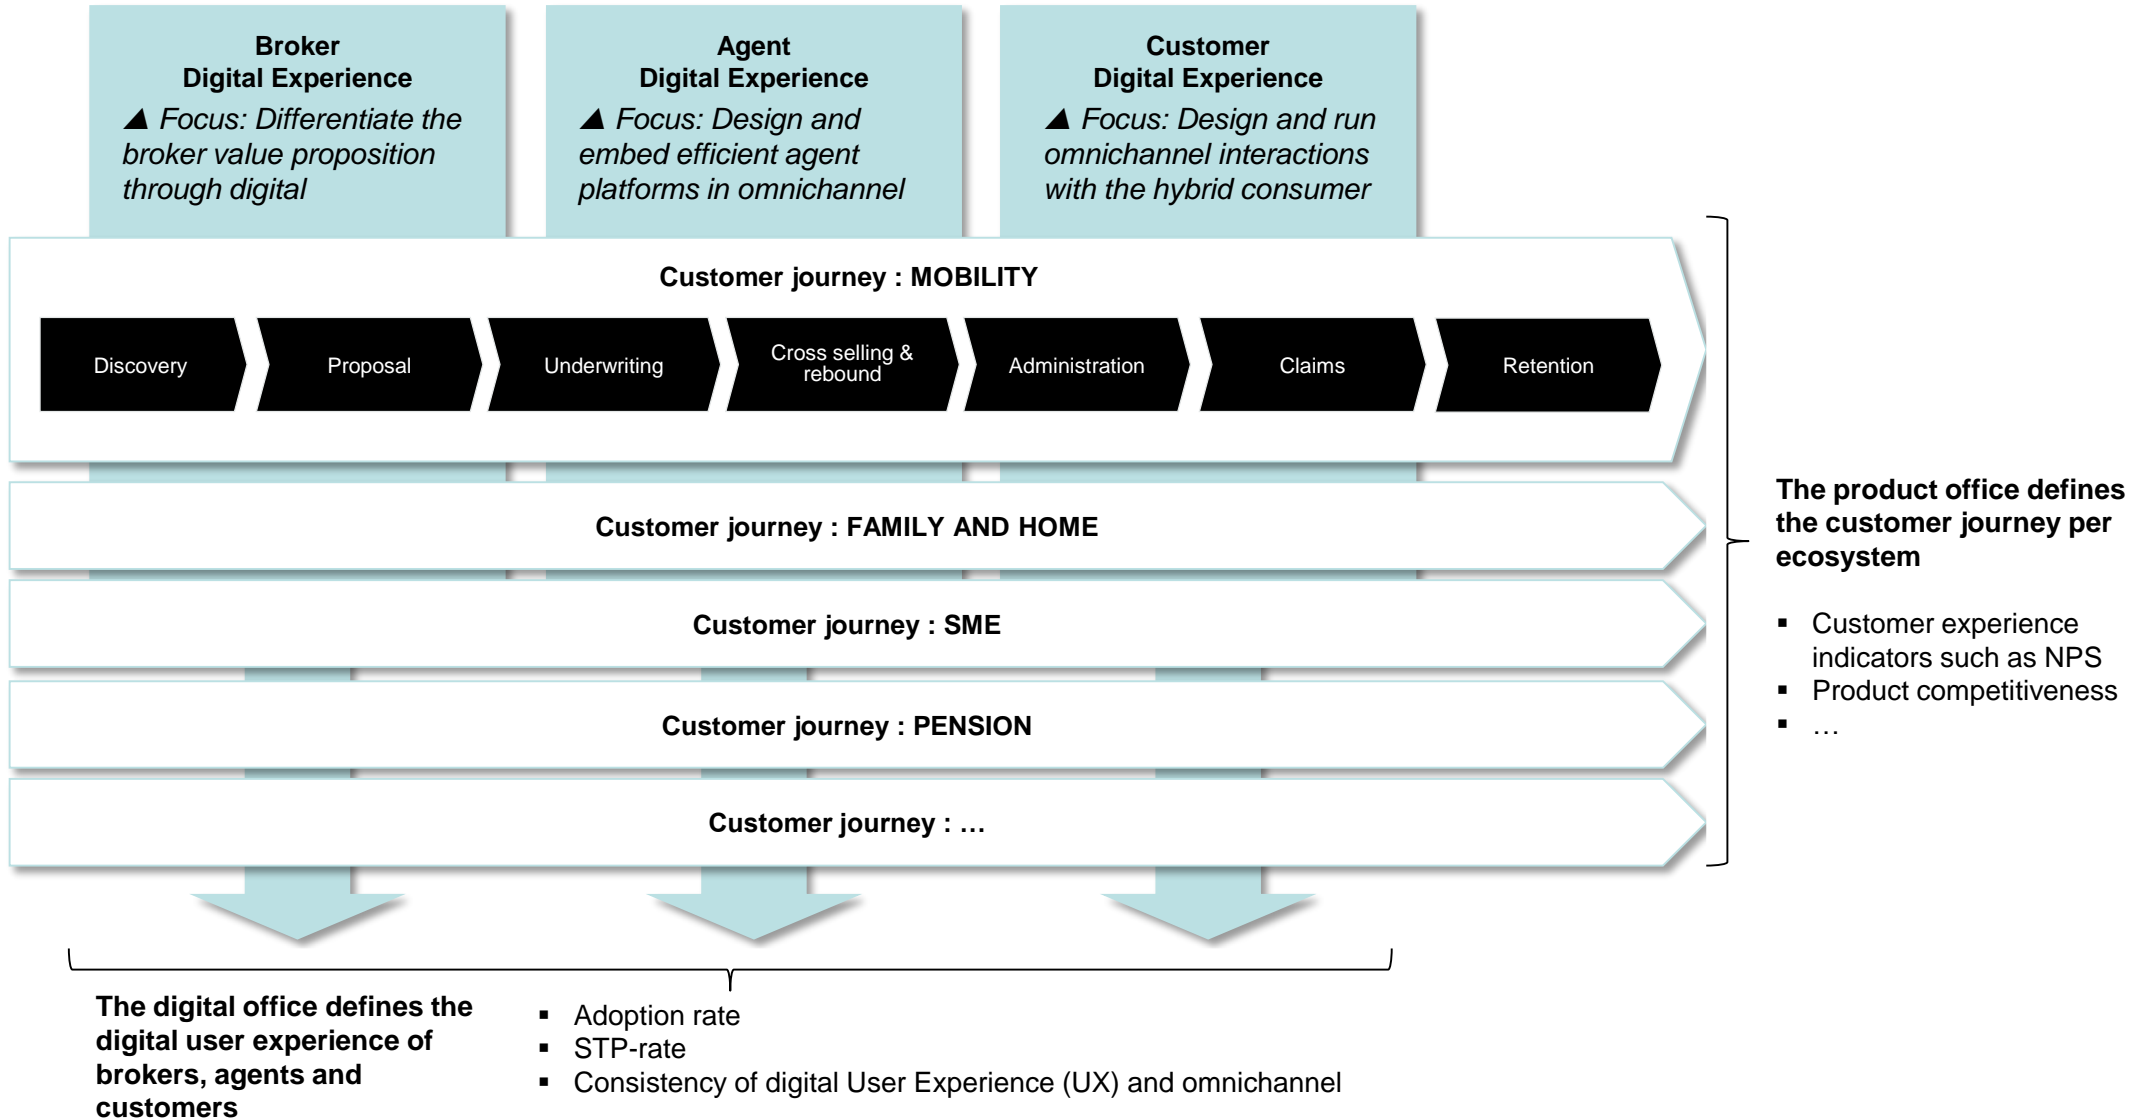 Broker
Digital Experience
▲ Focus: Differentiate the
broker value proposition
through digital
Agent
Digital Experience
▲ Focus: Design and
embed efficient agent
platforms in omnichannel
Customer
Digital Experience
▲ Focus: Design and run
omnichannel interactions
with the hybrid consumer
Customer journey : MOBILITY
Discovery
Proposal
Underwriting
Cross selling &
rebound
Administration
Claims
Retention
Customer journey : FAMILY AND HOME
Customer journey : SME
Customer journey : PENSION
Customer journey : …
The product office defines
the customer journey per
ecosystem
▪ Customer experience
indicators such as NPS
▪ Product competitiveness
▪ …
The digital office defines the
digital user experience of
brokers, agents and
customers
▪ Adoption rate
▪ STP-rate
▪ Consistency of digital User Experience (UX) and omnichannel